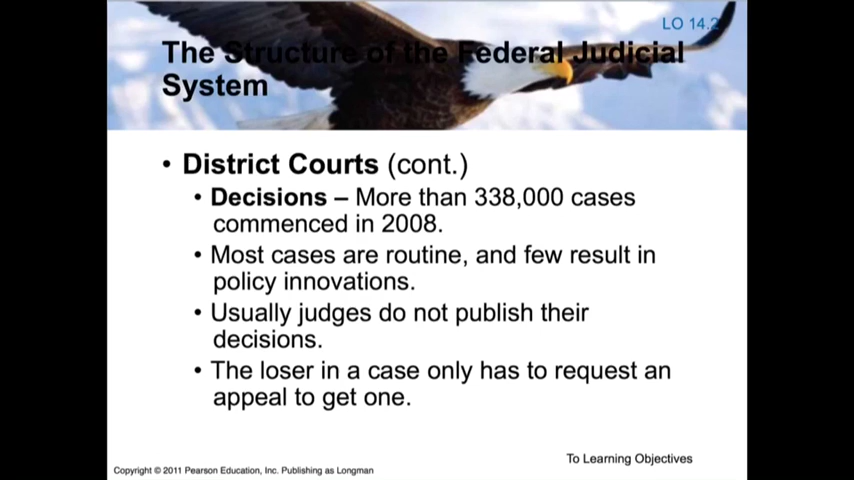 LO 14.2
The Structure of the Federal Judicial
System
• District Courts (cont.)
• Decisions – More than 338,000 cases
commenced in 2008.
• Most cases are routine, and few result in
policy innovations.
• Usually judges do not publish their
decisions.
• The loser in a case only has to request an
appeal to get one.
To Learning Objectives
Copyright © 2011 Pearson Education, Inc. Publishing as Longman